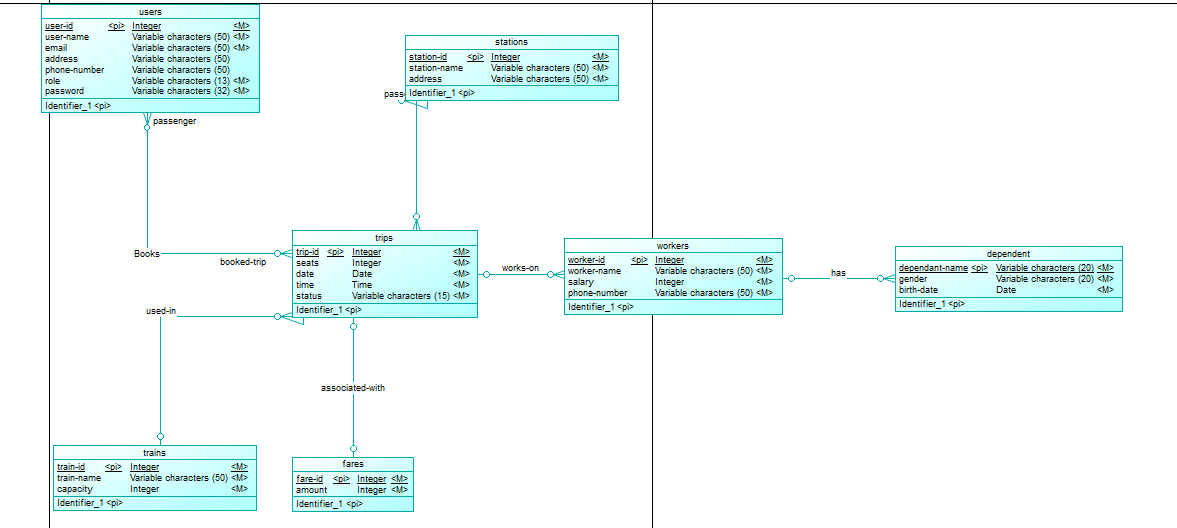 users
user-id <pi> Integer <M>
user-name Variable characters (50) <M>
email Variable characters (50) <M>
address Variable characters (50)
phone-number Variable characters (50)
role Variable characters (13) <M>
password Variable characters (32) <M>
Identifier_1 <pi>
stations
station-id <pi> Integer <M>
station-name Variable characters (50) <M>
address Variable characters (50) <M>
Identifier_1 <pi>
pass
passenger
Books
booked-trip
trips
trip-id <pi> Integer <M>
seats Integer <M>
date Date <M>
time Time <M>
status Variable characters (15) <M>
Identifier_1 <pi>
works-on
workers
worker-id <pi> Integer <M>
worker-name Variable characters (50) <M>
salary Integer <M>
phone-number Variable characters (50) <M>
Identifier_1 <pi>
has
dependent
dependant-name <pi> Variable characters (20) <M>
gender Variable characters (20) <M>
birth-date Date <M>
Identifier_1 <pi>
used-in
associated-with
trains
train-id <pi> Integer <M>
train-name Variable characters (50) <M>
capacity Integer <M>
Identifier_1 <pi>
fares
fare-id <pi> Integer <M>
amount Integer <M>
Identifier_1 <pi>